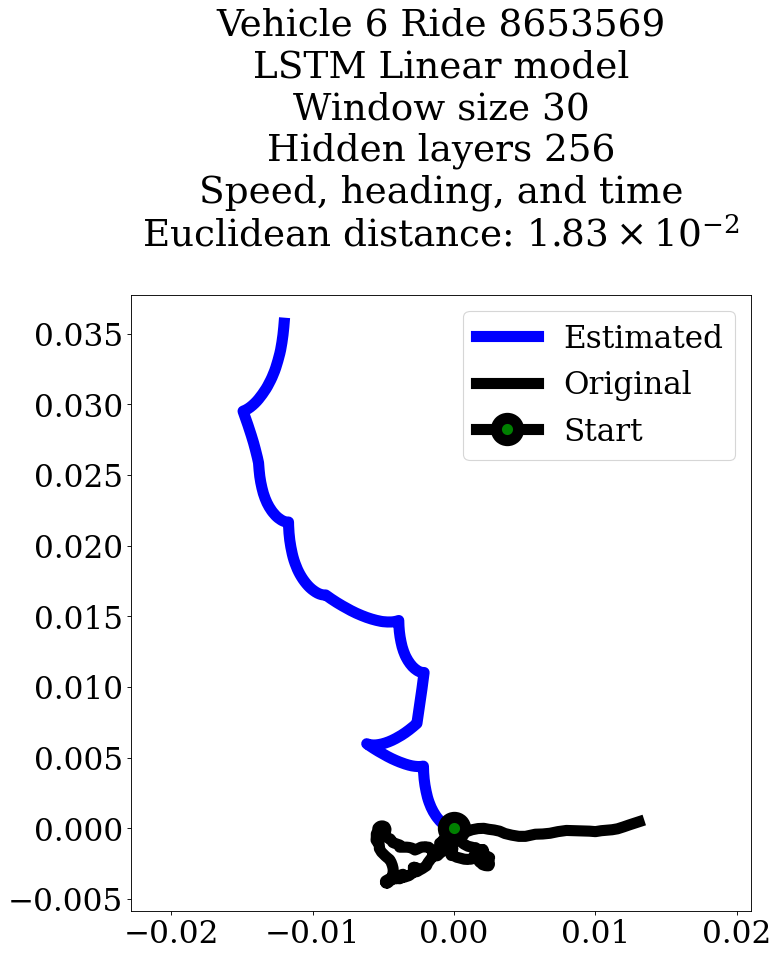 Vehicle 6 Ride 8653569
LSTM Linear model
Window size 30
Hidden layers 256
Speed, heading, and time
Euclidean distance: 1.83 × 10⁻²
Estimated
Original
Start
0.035
0.030
0.025
0.020
0.015
0.010
0.005
0.000
−0.005
−0.02 −0.01 0.00 0.01 0.02